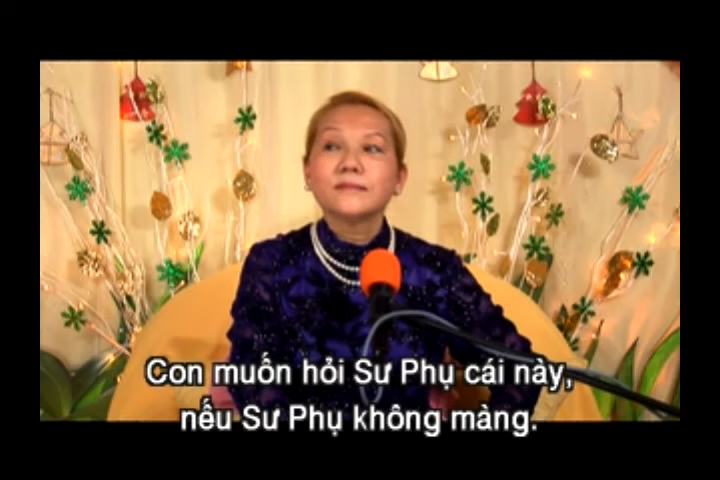 Con muốn hỏi Sư Phụ cái này,
nếu Sư Phụ không màng.